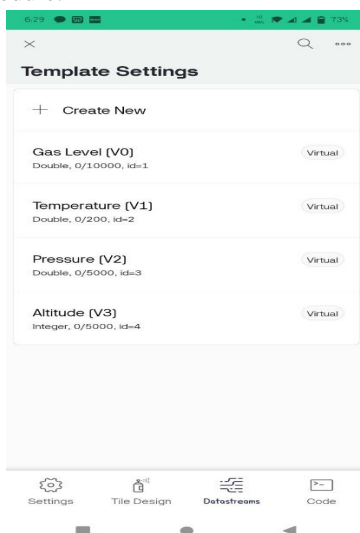 6:29
73%
Template Settings
Create New
Gas Level (V0)
Virtual
Double, 0/10000, id=1
Temperature (V1)
Virtual
Double, 0/200, id=2
Pressure (V2)
Virtual
Double, 0/5000, id=3
Altitude (V3)
Virtual
Integer, 0/5000, id=4
Settings Tile Design Datastreams Code